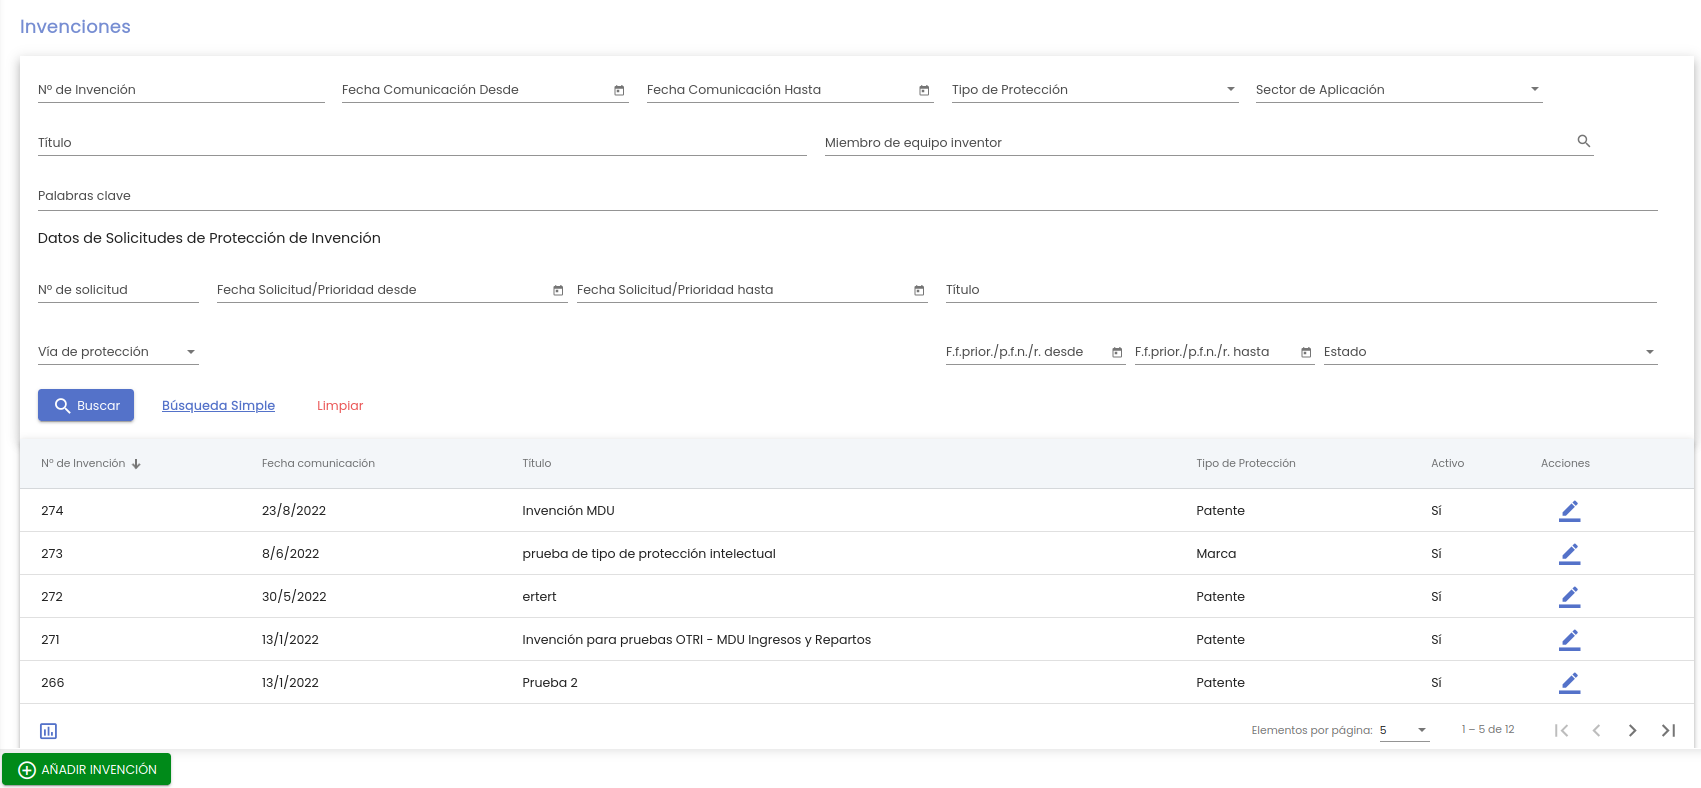 Invenciones
Nº de Invención Fecha Comunicación Desde Fecha Comunicación Hasta Tipo de Protección Sector de Aplicación
Título Miembro de equipo inventor
Palabras clave
Datos de Solicitudes de Protección de Invención
Nº de solicitud Fecha Solicitud/Prioridad desde Fecha Solicitud/Prioridad hasta Título
Vía de protección F.f.prior./p.f.n./r. desde F.f.prior./p.f.n./r. hasta Estado
Buscar Búsqueda Simple Limpiar
Nº de Invención Fecha comunicación Título Tipo de Protección Activo Acciones
274 23/8/2022 Invención MDU Patente Sí
273 8/6/2022 prueba de tipo de protección intelectual Marca Sí
272 30/5/2022 ertert Patente Sí
271 13/1/2022 Invención para pruebas OTRI - MDU Ingresos y Repartos Patente Sí
266 13/1/2022 Prueba 2 Patente Sí
Elementos por página: 5 1 – 5 de 12
AÑADIR INVENCIÓN